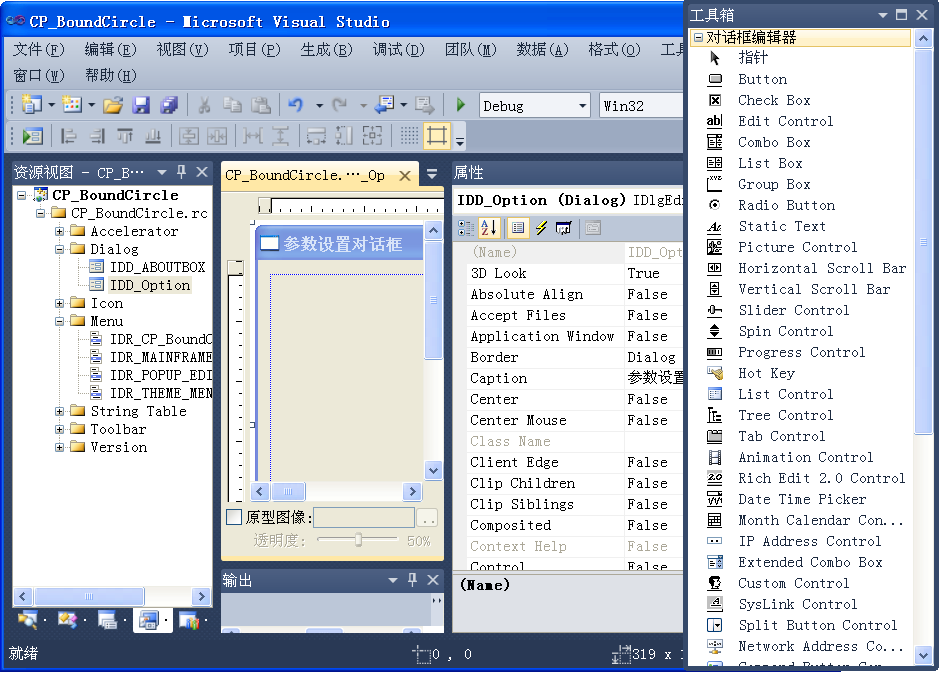 CP_BoundCircle - Microsoft Visual Studio
文件(F) 编辑(E) 视图(V) 项目(P) 生成(B) 调试(D) 团队(M) 数据(A) 格式(O)
窗口(W) 帮助(H)
Debug Win32
资源视图 - CP_B...
CP_BoundCircle
CP_BoundCircle.rc
Accelerator
Dialog
IDD_ABOUTBOX
IDD_Option
Icon
Menu
IDR_CP_BoundC
IDR_MAINFRAME
IDR_POPUP_EDI
IDR_THEME_MEN
String Table
Toolbar
Version
CP_BoundCircle.…_Op
参数设置对话框
原型图像: ..
透明度: 50%
输出
属性
IDD_Option (Dialog) IDlgEdi
(Name) IDD_Opt
3D Look True
Absolute Align False
Accept Files False
Application Window False
Border Dialog
Caption 参数设置
Center False
Center Mouse False
Class Name
Client Edge False
Clip Children False
Clip Siblings False
Composited False
Context Help False
Control False
(Name)
工具箱
对话框编辑器
指针
Button
Check Box
Edit Control
Combo Box
List Box
Group Box
Radio Button
Static Text
Picture Control
Horizontal Scroll Bar
Vertical Scroll Bar
Slider Control
Spin Control
Progress Control
Hot Key
List Control
Tree Control
Tab Control
Animation Control
Rich Edit 2.0 Control
Date Time Picker
Month Calendar Con...
IP Address Control
Extended Combo Box
Custom Control
SysLink Control
Split Button Control
Network Address Co...
就绪 0 , 0 319 x